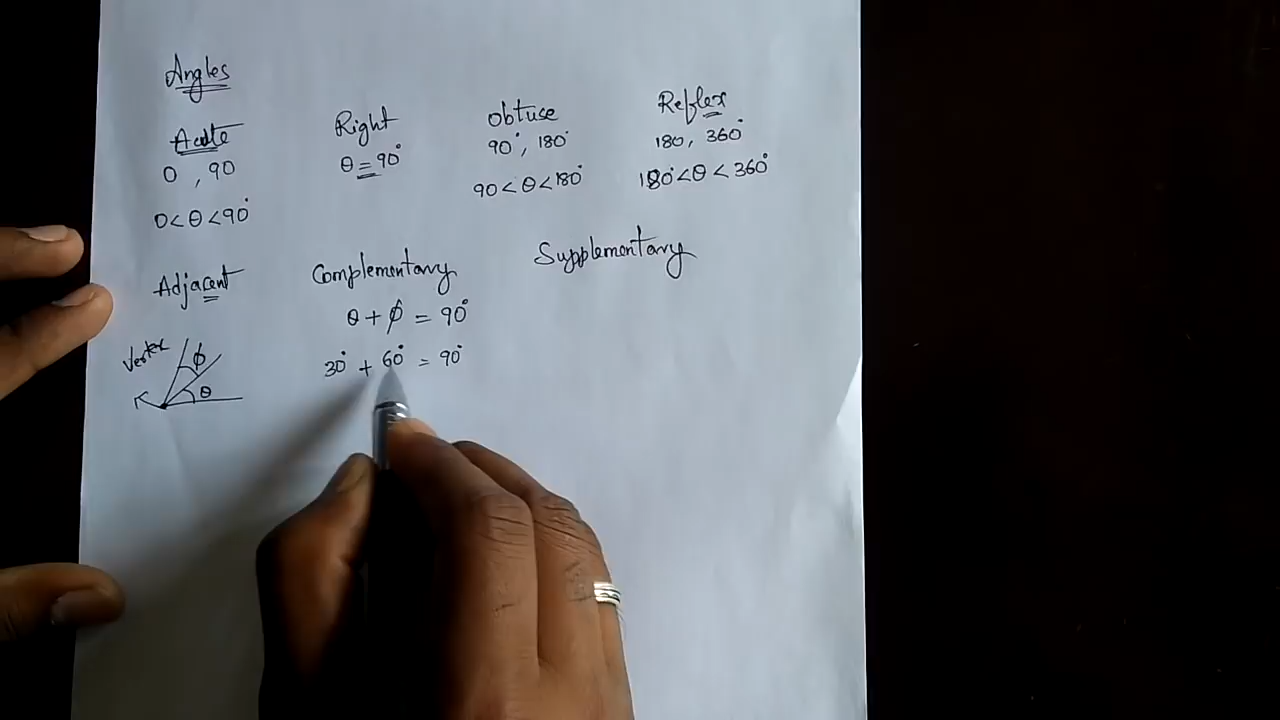 Angles
Acute
0 , 90
0 < θ < 90°
Right
θ = 90°
Obtuse
90°, 180°
90 < θ < 180°
Reflex
180, 360°
180° < θ < 360°
Adjacent
Vertex
φ
θ
Complementary
θ + φ = 90°
30° + 60° = 90°
Supplementary